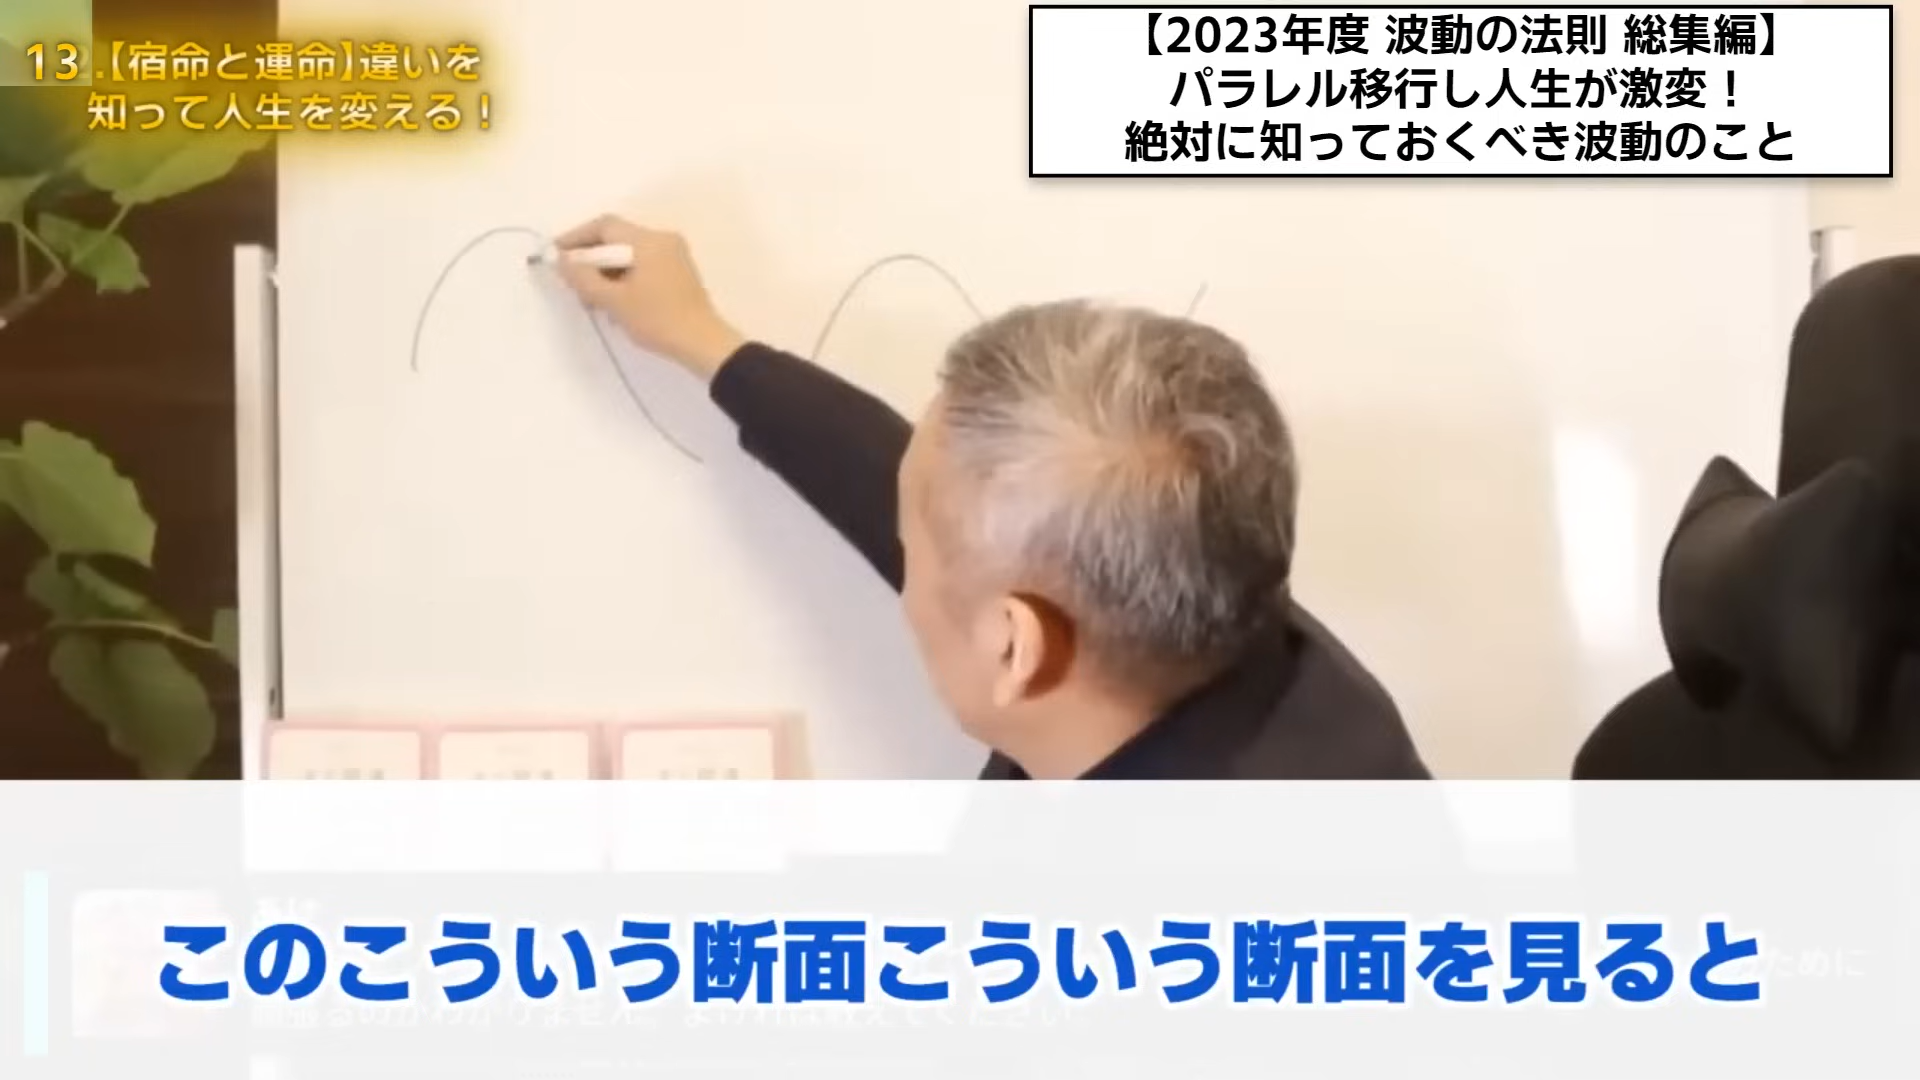 13.【宿命と運命】違いを
知って人生を変える!
【2023年度 波動の法則 総集編】
パラレル移行し人生が激変!
絶対に知っておくべき波動のこと
このこういう断面こういう断面を見ると
ために